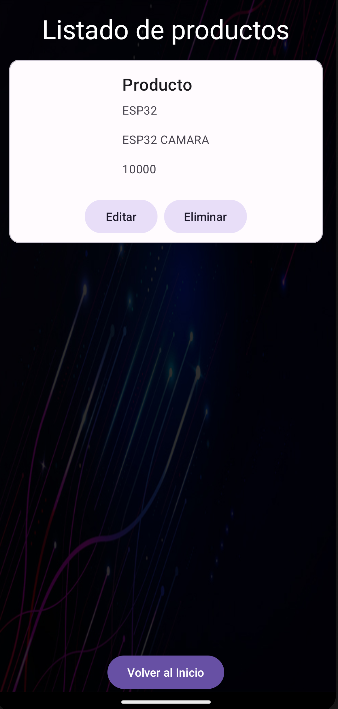 Listado de productos
Producto
ESP32
ESP32 CAMARA
10000
Editar Eliminar
Volver al Inicio